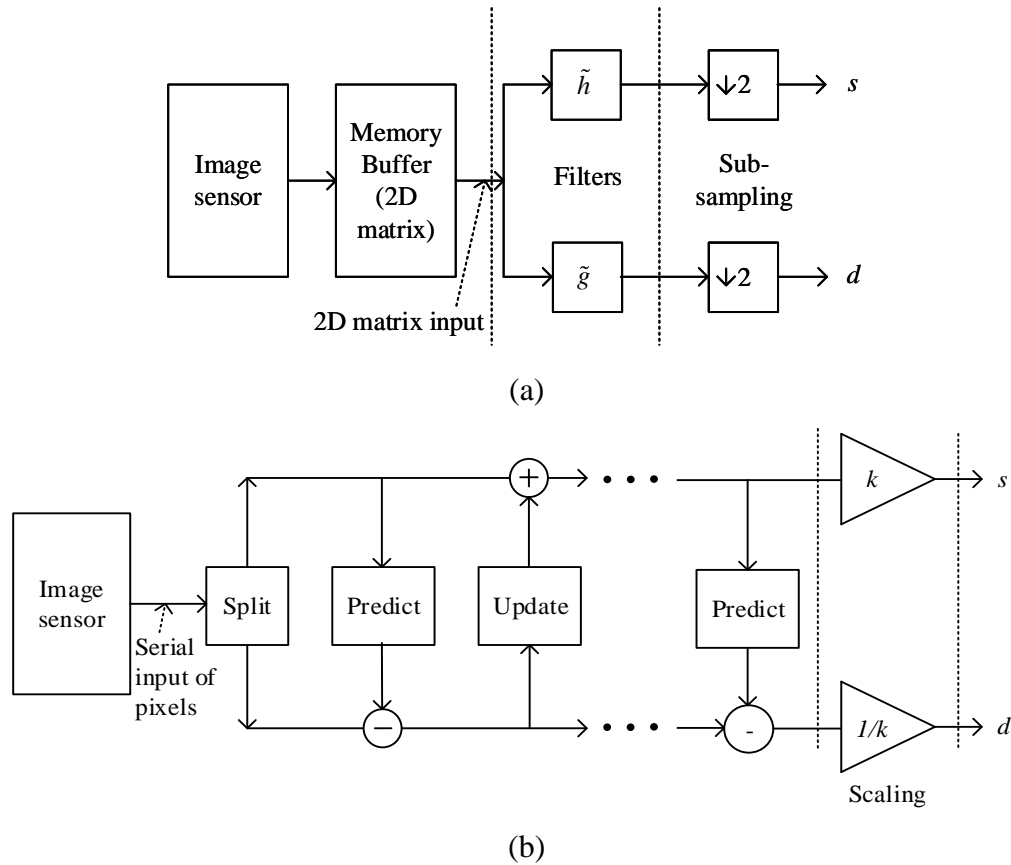 Image
sensor
Memory
Buffer
(2D
matrix)
2D matrix input
h̃
Filters
g̃
↓2
Sub-
sampling
↓2
s
d
(a)
Image
sensor
Serial
input of
pixels
Split
Predict
−
+
Update
• • •
• • •
Predict
-
k
1/k
Scaling
s
d
(b)